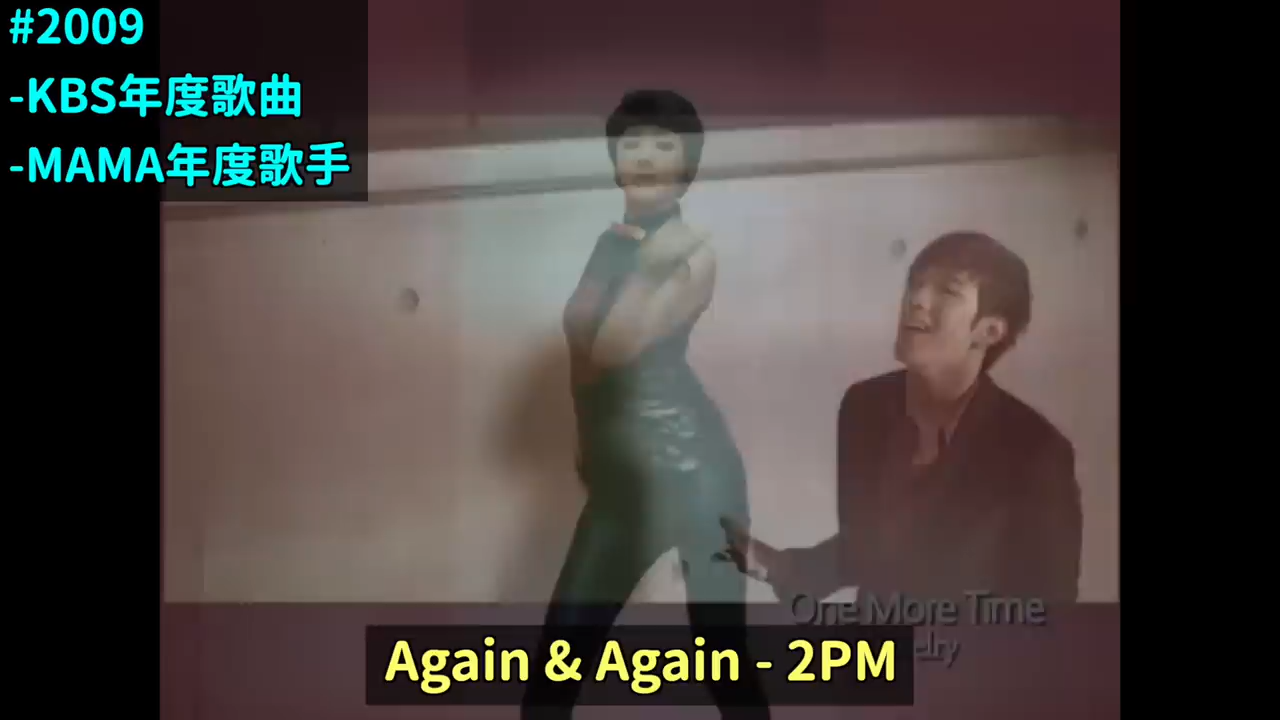 #2009
-KBS年度歌曲
-MAMA年度歌手
One More Time
elry
Again & Again - 2PM